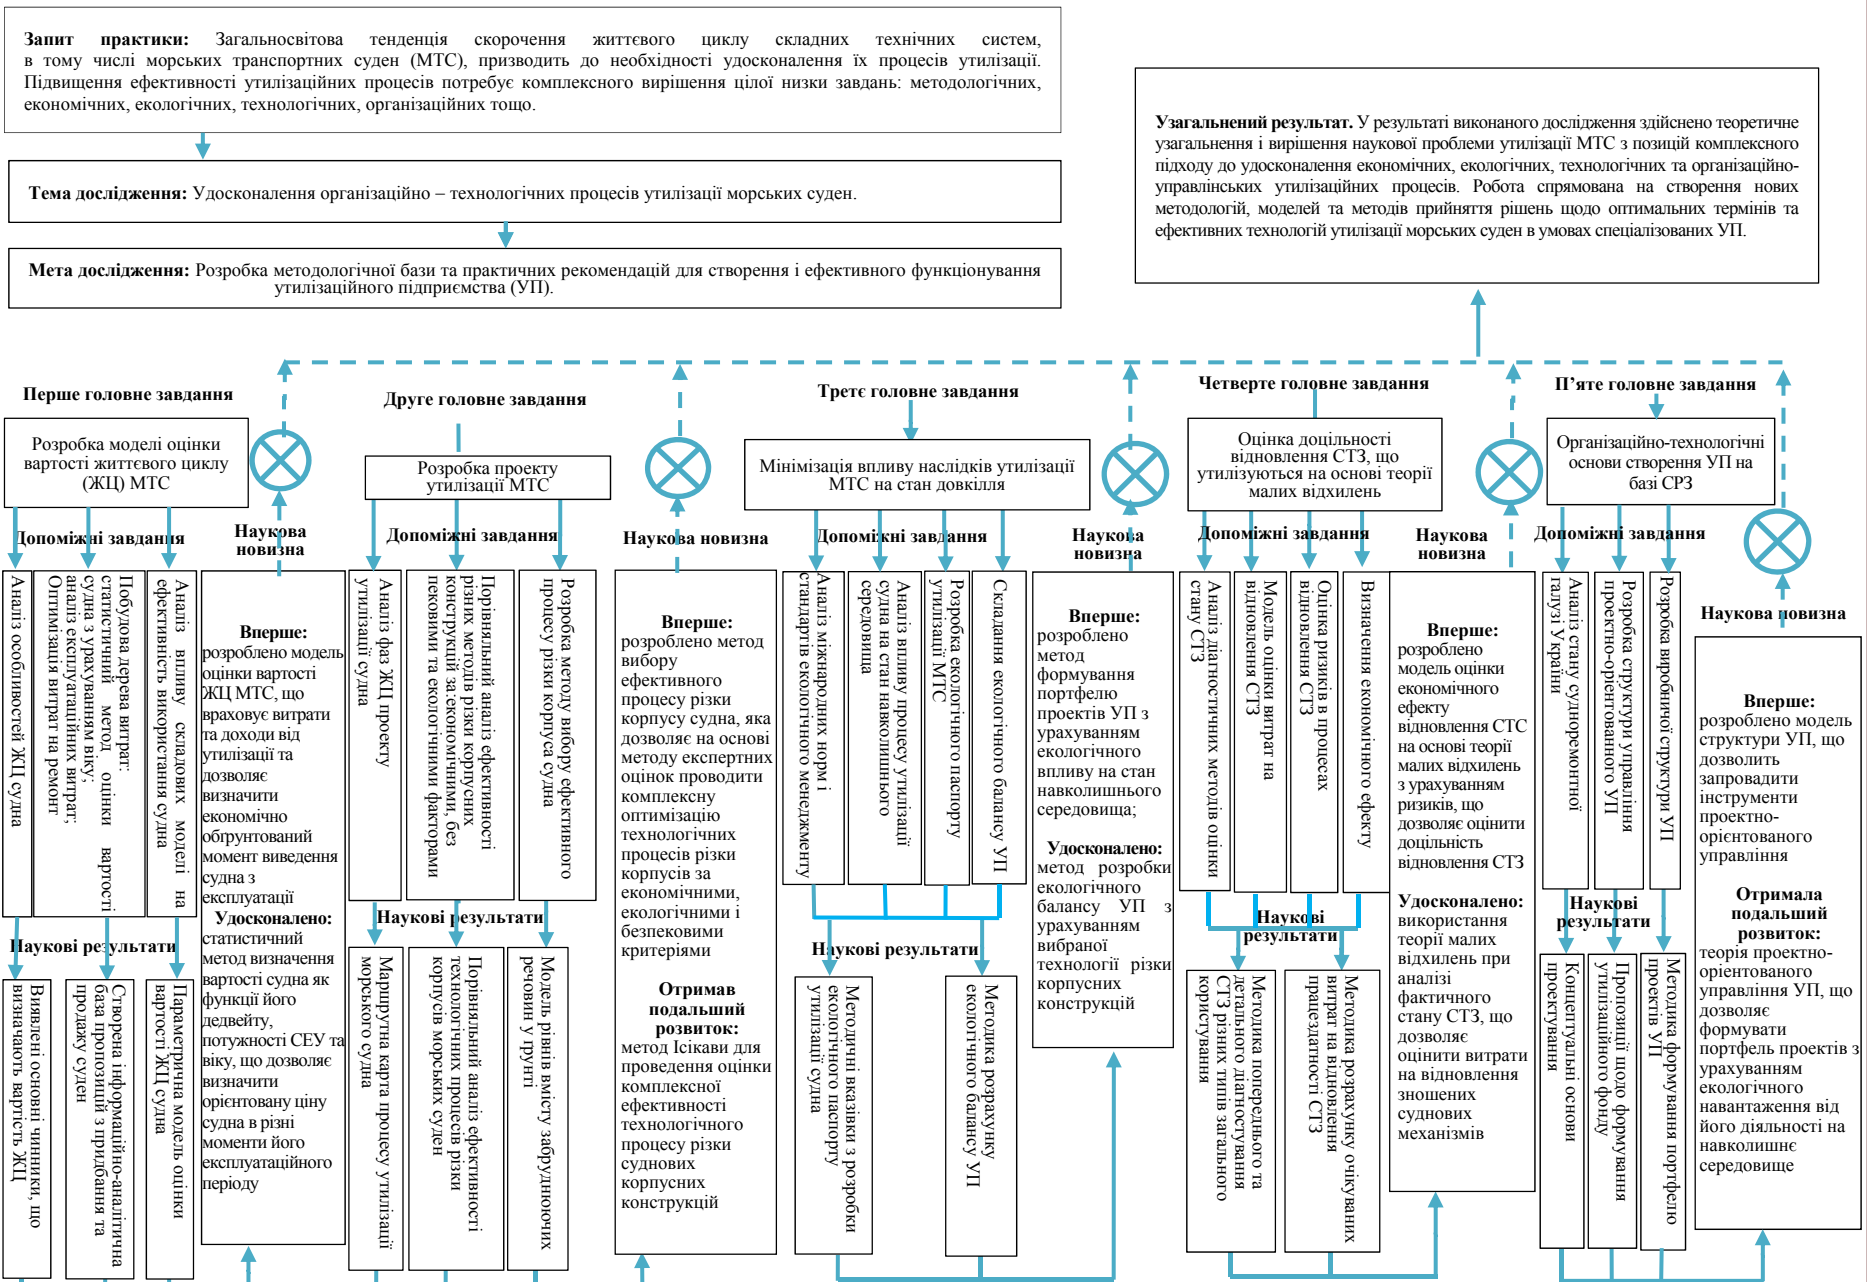 Запит практики: Загальносвітова тенденція скорочення життєвого циклу складних технічних систем,
в тому числі морських транспортних суден (МТС), призводить до необхідності удосконалення їх процесів утилізації.
Підвищення ефективності утилізаційних процесів потребує комплексного вирішення цілої низки завдань: методологічних,
економічних, екологічних, технологічних, організаційних тощо.
Тема дослідження: Удосконалення організаційно – технологічних процесів утилізації морських суден.
Мета дослідження: Розробка методологічної бази та практичних рекомендацій для створення і ефективного функціонування
утилізаційного підприємства (УП).
Узагальнений результат. У результаті виконаного дослідження здійснено теоретичне
узагальнення і вирішення наукової проблеми утилізації МТС з позицій комплексного
підходу до удосконалення економічних, екологічних, технологічних та організаційно-
управлінських утилізаційних процесів. Робота спрямована на створення нових
методологій, моделей та методів прийняття рішень щодо оптимальних термінів та
ефективних технологій утилізації морських суден в умовах спеціалізованих УП.
Перше головне завдання
Розробка моделі оцінки
вартості життєвого циклу
(ЖЦ) МТС
Допоміжні завдання
Аналіз особливостей ЖЦ судна
Побудова дерева витрат:
статистичний метод оцінки вартості
судна з урахуванням віку;
аналіз експлуатаційних витрат;
Оптимізація витрат на ремонт
Аналіз впливу складових моделі на
ефективність використання судна
Наукові результати
Виявлені основні чинники, що
визначають вартість ЖЦ
Створена інформаційно-аналітична
база пропозицій з придбання та
продажу суден
Параметрична модель оцінки
вартості ЖЦ судна
Наукова
новизна
Вперше:
розроблено модель
оцінки вартості
ЖЦ МТС, що
враховує витрати
та доходи від
утилізації та
дозволяє
визначити
економічно
обґрунтований
момент виведення
судна з
експлуатації
Удосконалено:
статистичний
метод визначення
вартості судна як
функції його
дедвейту,
потужності СЕУ та
віку, що дозволяє
визначити
орієнтовану ціну
судна в різні
моменти його
експлуатаційного
періоду
Друге головне завдання
Розробка проекту
утилізації МТС
Допоміжні завдання
Аналіз фаз ЖЦ проекту
утилізації судна
Порівняльний аналіз ефективності
різних методів різки корпусних
конструкцій за:економічними, без
пековими та екологічними факторами
Розробка методу вибору ефективного
процесу різки корпуса судна
Наукові результати
Маршрутна карта процесу утилізації
морського судна
Порівняльний аналіз ефективності
технологічних процесів різки
корпусів морських суден
Модель рівнів вмісту забруднюючих
речовин у ґрунті
Наукова новизна
Вперше:
розроблено метод
вибору
ефективного
процесу різки
корпусу судна, яка
дозволяє на основі
методу експертних
оцінок проводити
комплексну
оптимізацію
технологічних
процесів різки
корпусів за
економічними,
екологічними і
безпековими
критеріями
Отримав
подальший
розвиток:
метод Ісікави для
проведення оцінки
комплексної
ефективності
технологічного
процесу різки
суднових
корпусних
конструкцій
Третє головне завдання
Мінімізація впливу наслідків утилізації
МТС на стан довкілля
Допоміжні завдання
Аналіз міжнародних норм і
стандартів екологічного менеджменту
Аналіз впливу процесу утилізації
судна на стан навколишнього
середовища
Розробка екологічного паспорту
утилізації МТС
Складання екологічного балансу УП
Наукові результати
Методичні вказівки з розробки
екологічного паспорту
утилізації судна
Методика розрахунку
екологічного балансу УП
Наукова
новизна
Вперше:
розроблено
метод
формування
портфелю
проектів УП з
урахуванням
екологічного
впливу на стан
навколишнього
середовища;
Удосконалено:
метод розробки
екологічного
балансу УП з
урахуванням
вибраної
технології різки
корпусних
конструкцій
Четверте головне завдання
Оцінка доцільності
відновлення СТЗ, що
утилізуються на основі теорії
малих відхилень
Допоміжні завдання
Аналіз діагностичних методів оцінки
стану СТЗ
Модель оцінки витрат на
відновлення СТЗ
Оцінка ризиків в процесах
відновлення СТЗ
Визначення економічного ефекту
Наукові
результати
Методика попереднього та
детального діагностування
СТЗ різних типів загального
користування
Методика розрахунку очікуваних
витрат на відновлення
працездатності СТЗ
Наукова
новизна
Вперше:
розроблено
модель оцінки
економічного
ефекту
відновлення СТС
на основі теорії
малих відхилень
з урахуванням
ризиків, що
дозволяє оцінити
доцільність
відновлення СТЗ
Удосконалено:
використання
теорії малих
відхилень при
аналізі
фактичного
стану СТЗ, що
дозволяє
оцінити витрати
на відновлення
зношених
суднових
механізмів
П’яте головне завдання
Організаційно-технологічні
основи створення УП на
базі СРЗ
Допоміжні завдання
Аналіз стану судноремонтної
галузі України
Розробка структури управління
проектно-орієнтованого УП
Розробка виробничої структури УП
Наукові
результати
Концептуальні основи
проектування
Пропозиції щодо формування
утилізаційного фонду
Методика формування портфелю
проектів УП
Наукова новизна
Вперше:
розроблено модель
структури УП, що
дозволить
запровадити
інструменти
проектно-
орієнтованого
управління
Отримала
подальший
розвиток:
теорія проектно-
оріентованого
управління УП, що
дозволяє
формувати
портфель проектів з
урахуванням
екологічного
навантаження від
його діяльності на
навколишнє
середовище